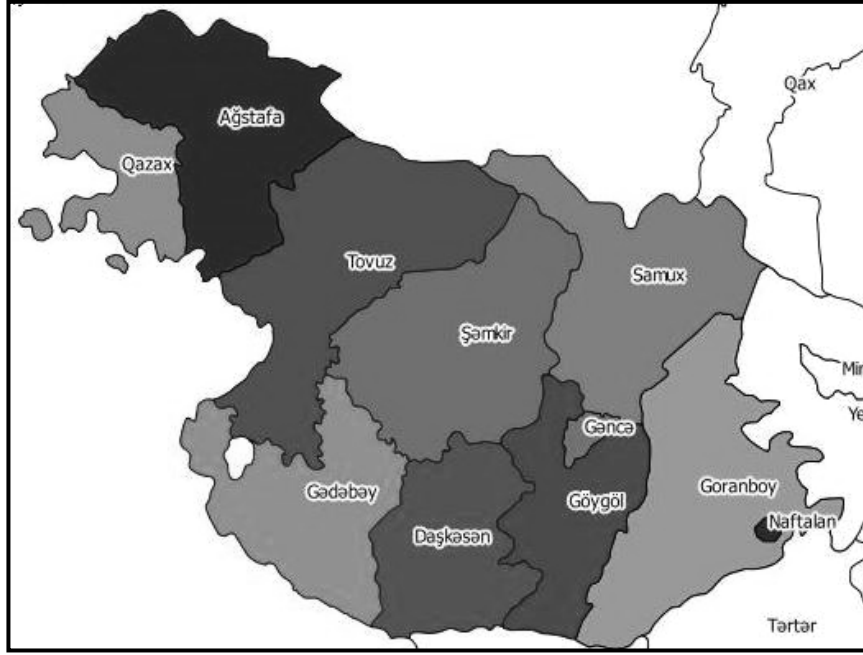 Qax
Ağstafa
Qazax
Tovuz
Samux
Şəmkir
Gəncə
Gədəbəy
Göygöl
Goranboy
Naftalan
Daşkəsən
Tərtər